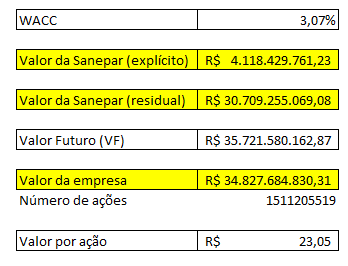 WACC 3,07%
Valor da Sanepar (explícito) R$ 4.118.429.761,23
Valor da Sanepar (residual) R$ 30.709.255.069,08
Valor Futuro (VF) R$ 35.721.580.162,87
Valor da empresa R$ 34.827.684.830,31
Número de ações 1511205519
Valor por ação R$ 23,05